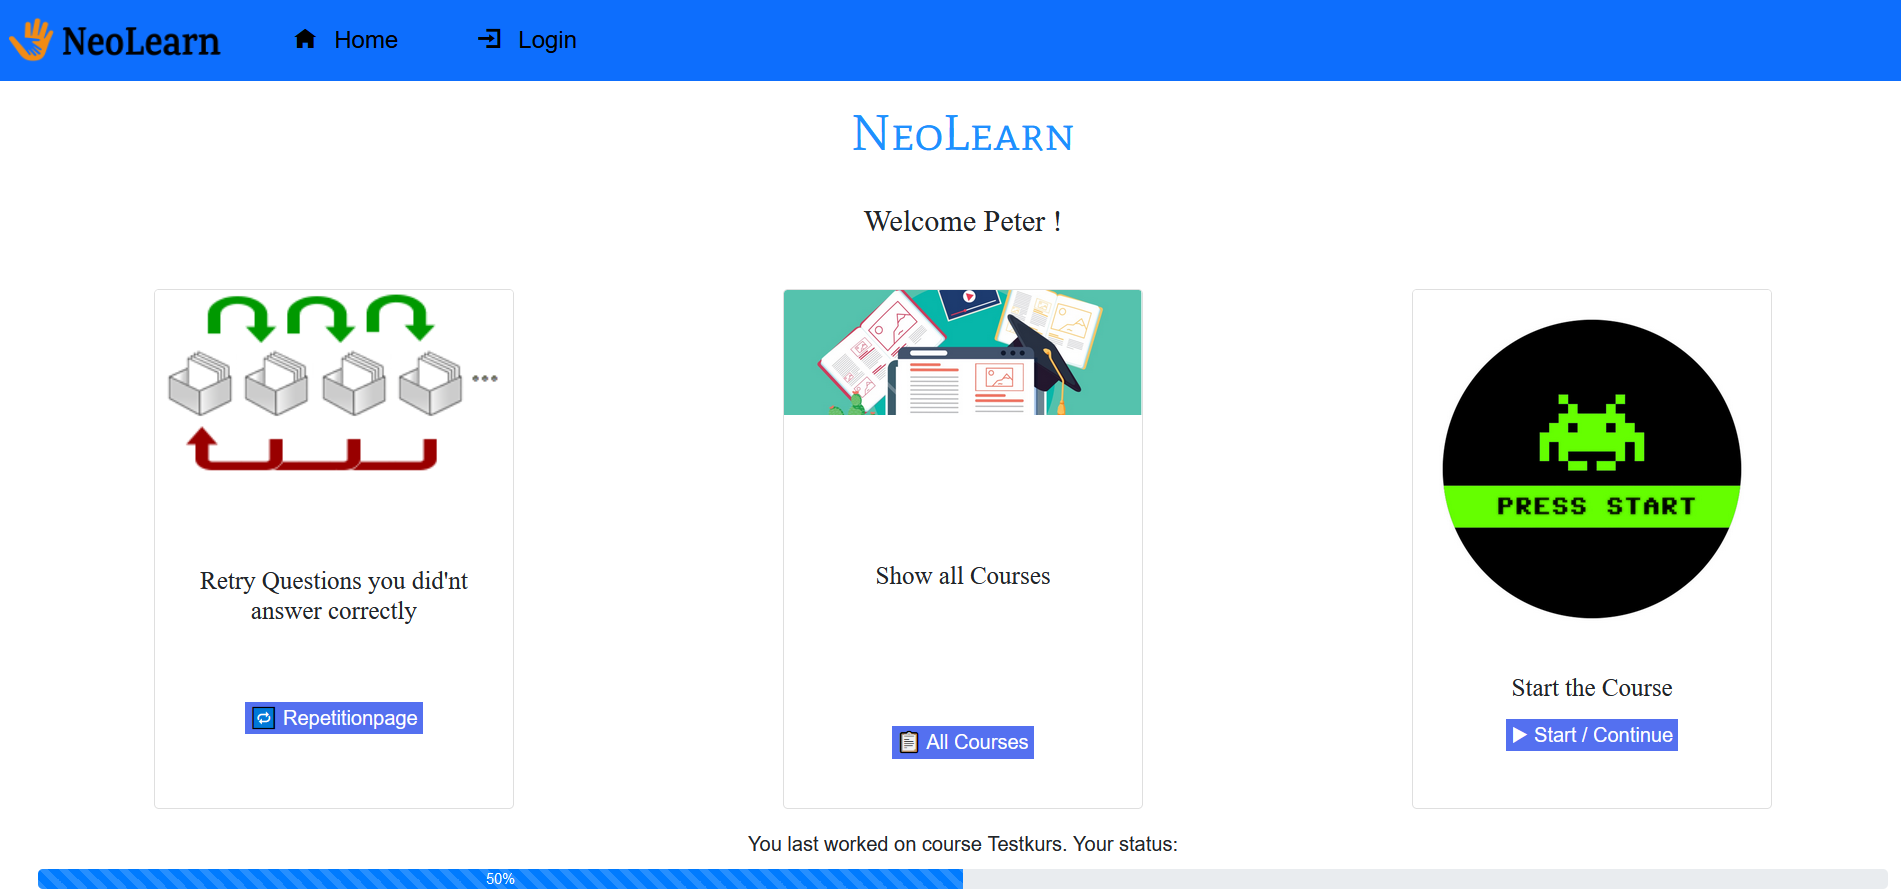 NeoLearn
Home
Login
NeoLearn
Welcome Peter !
Retry Questions you did'nt
answer correctly
Repetitionpage
Show all Courses
All Courses
PRESS START
Start the Course
Start / Continue
You last worked on course Testkurs. Your status:
50%